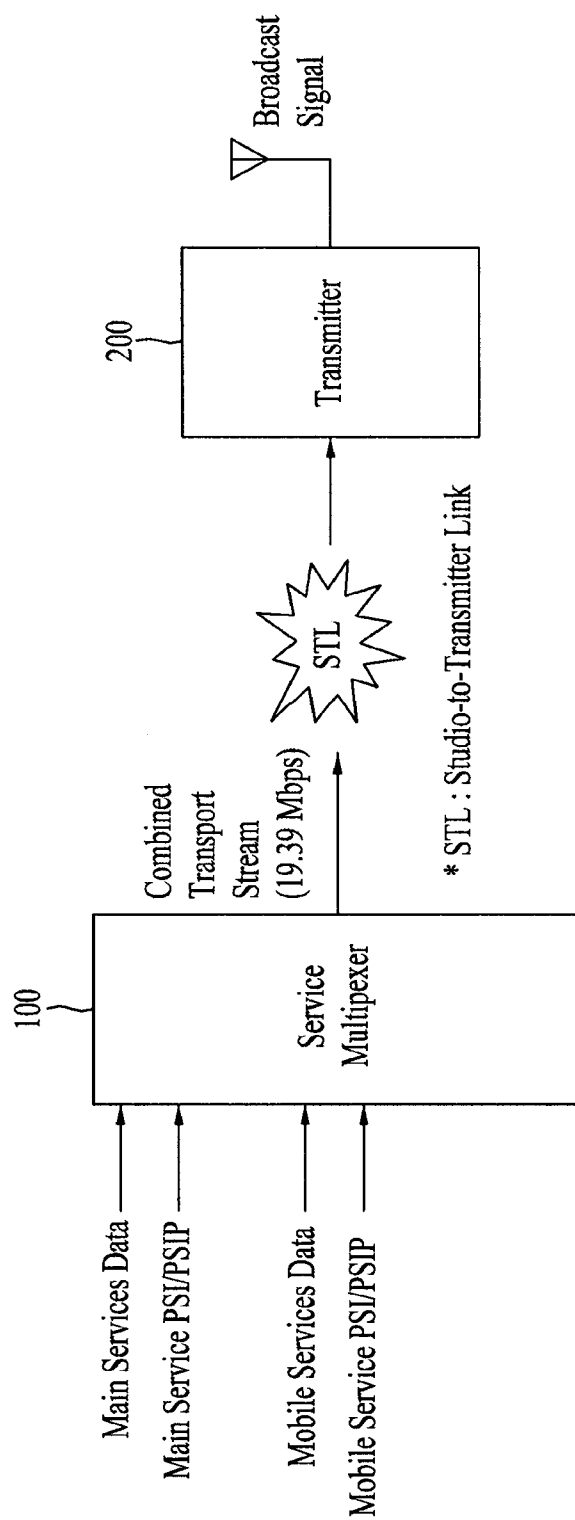 Main Services Data
Main Service PSI/PSIP
Mobile Services Data
Mobile Service PSI/PSIP
100
Service
Multipexer
Combined
Transport
Stream
(19.39 Mbps)
STL
200
Transmitter
Broadcast
Signal
* STL : Studio-to-Transmitter Link